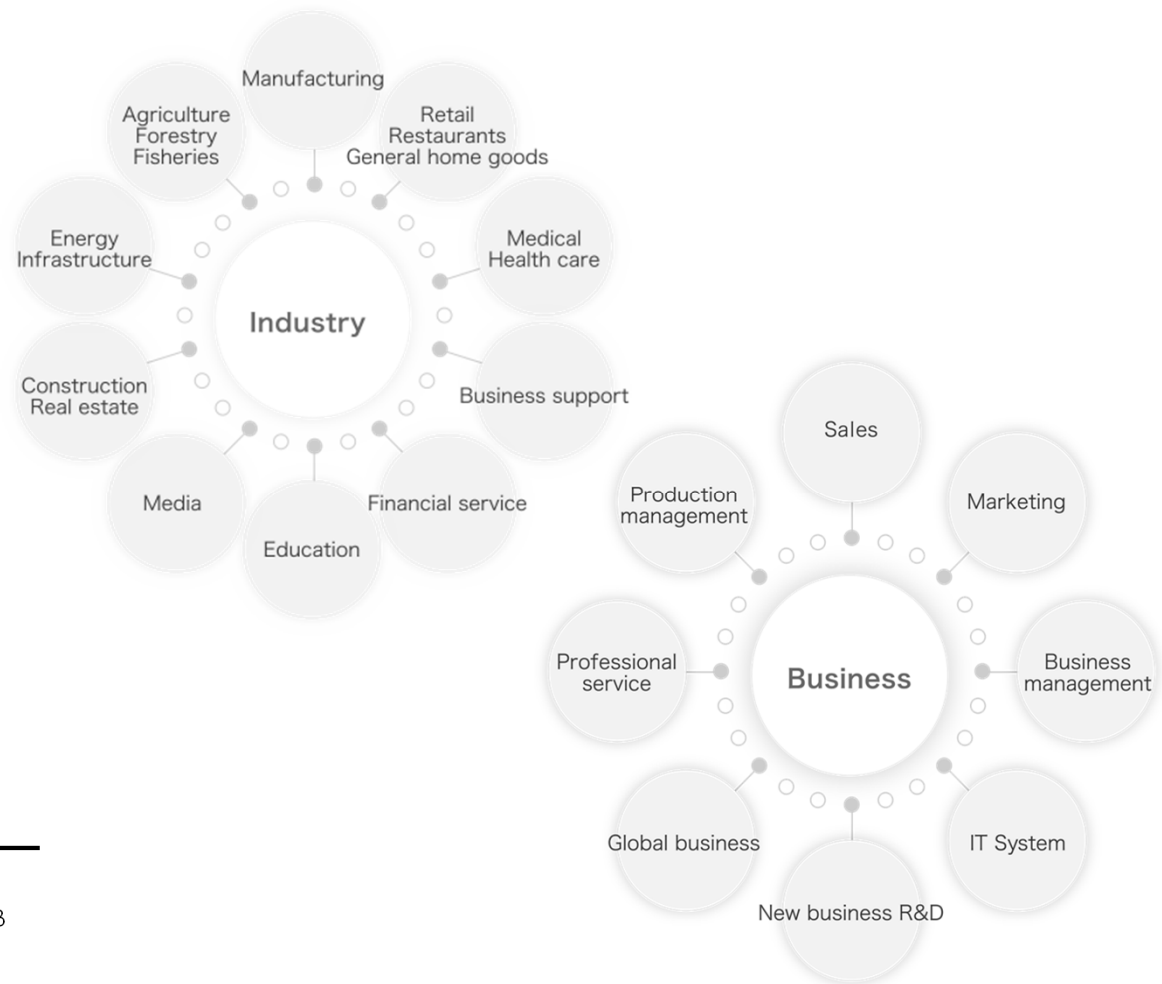 Manufacturing
Agriculture
Forestry
Fisheries
Retail
Restaurants
General home goods
Energy
Infrastructure
Medical
Health care
Industry
Construction
Real estate
Business support
Media
Financial service
Education
Sales
Production
management
Marketing
Professional
service
Business
Business
management
Global business
IT System
New business R&D